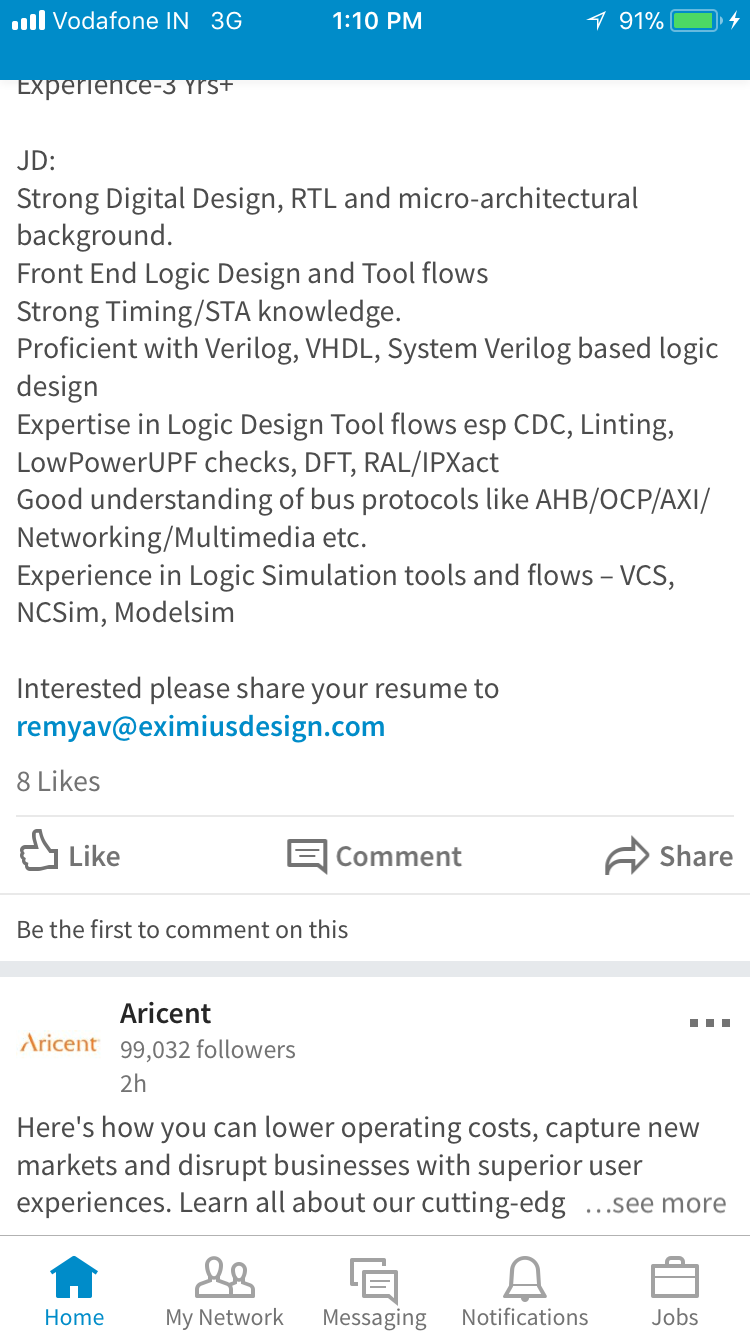 Vodafone IN 3G 1:10 PM 91%
Experience-3 Yrs+
JD:
Strong Digital Design, RTL and micro-architectural
background.
Front End Logic Design and Tool flows
Strong Timing/STA knowledge.
Proficient with Verilog, VHDL, System Verilog based logic
design
Expertise in Logic Design Tool flows esp CDC, Linting,
LowPowerUPF checks, DFT, RAL/IPXact
Good understanding of bus protocols like AHB/OCP/AXI/
Networking/Multimedia etc.
Experience in Logic Simulation tools and flows – VCS,
NCSim, Modelsim
Interested please share your resume to
remyav@eximiusdesign.com
8 Likes
Like Comment Share
Be the first to comment on this
Aricent
Aricent
99,032 followers
2h
Here's how you can lower operating costs, capture new
markets and disrupt businesses with superior user
experiences. Learn all about our cutting-edg ...see more
Home My Network Messaging Notifications Jobs